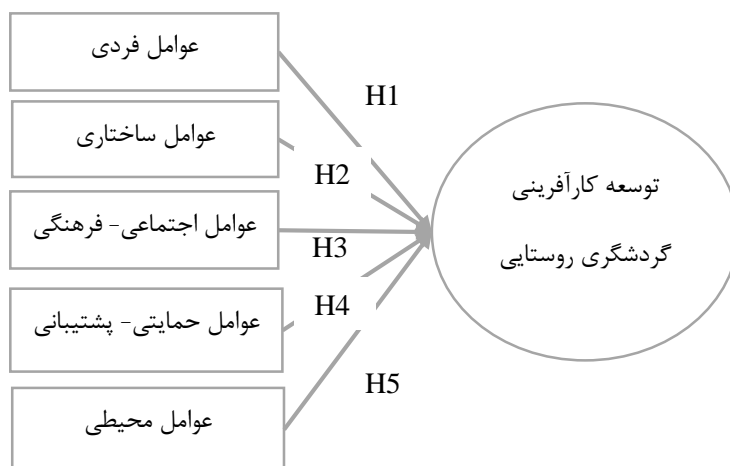 عوامل فردی
H1
عوامل ساختاری
H2
عوامل اجتماعی- فرهنگی
H3
عوامل حمایتی- پشتیبانی
H4
عوامل محیطی
H5
توسعه کارآفرینی
گردشگری روستایی